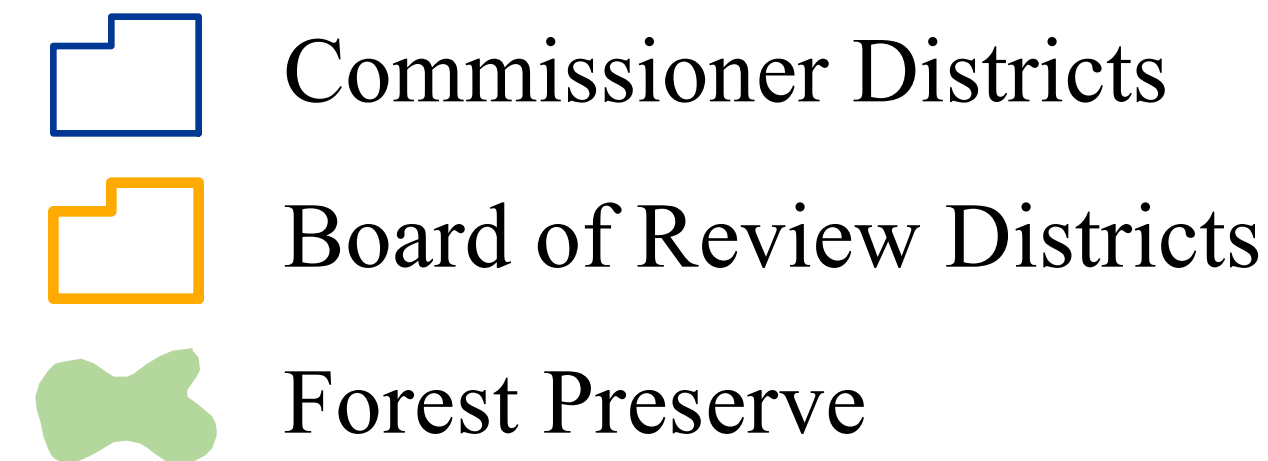 Commissioner Districts
Board of Review Districts
Forest Preserve